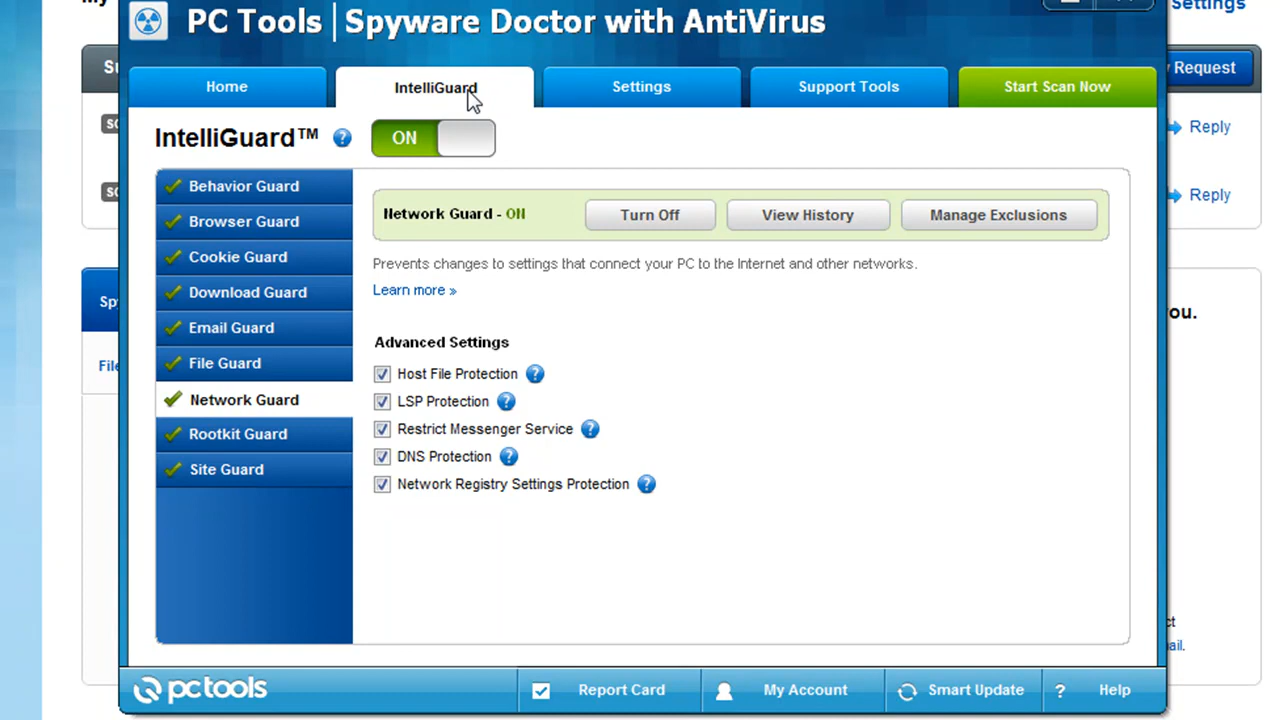 Settings
PC Tools | Spyware Doctor with AntiVirus
Home
IntelliGuard
Settings
Support Tools
Start Scan Now
Request
IntelliGuard™ ?
ON
Reply
Reply
Behavior Guard
Browser Guard
Cookie Guard
Download Guard
Email Guard
File Guard
Network Guard
Rootkit Guard
Site Guard
Network Guard - ON
Turn Off
View History
Manage Exclusions
Prevents changes to settings that connect your PC to the Internet and other networks.
Learn more »
Advanced Settings
Host File Protection ?
LSP Protection ?
Restrict Messenger Service ?
DNS Protection ?
Network Registry Settings Protection ?
pctools
Report Card
My Account
Smart Update
? Help